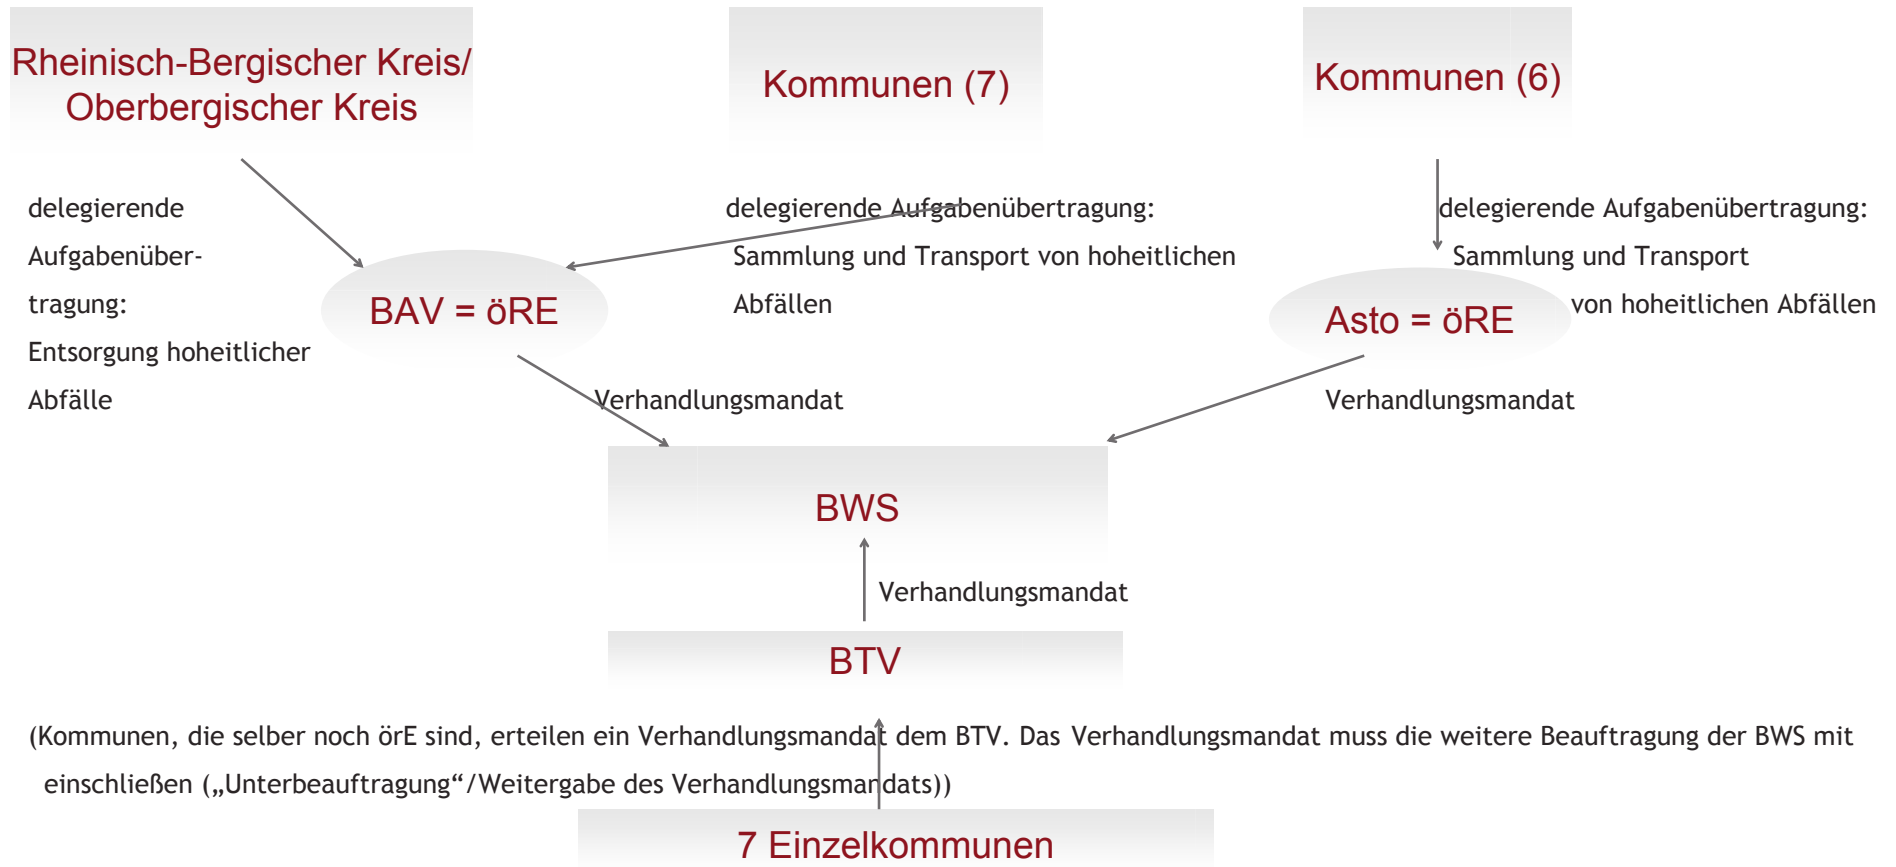 Rheinisch-Bergischer Kreis/
Oberbergischer Kreis
Kommunen (7)
Kommunen (6)
delegierende
Aufgabenüber-
tragung:
Entsorgung hoheitlicher
Abfälle
delegierende Aufgabenübertragung:
Sammlung und Transport von hoheitlichen
Abfällen
delegierende Aufgabenübertragung:
Sammlung und Transport
von hoheitlichen Abfällen
BAV = öRE
Asto = öRE
Verhandlungsmandat
Verhandlungsmandat
BWS
Verhandlungsmandat
BTV
(Kommunen, die selber noch örE sind, erteilen ein Verhandlungsmandat dem BTV. Das Verhandlungsmandat muss die weitere Beauftragung der BWS mit
einschließen („Unterbeauftragung“/Weitergabe des Verhandlungsmandats))
7 Einzelkommunen